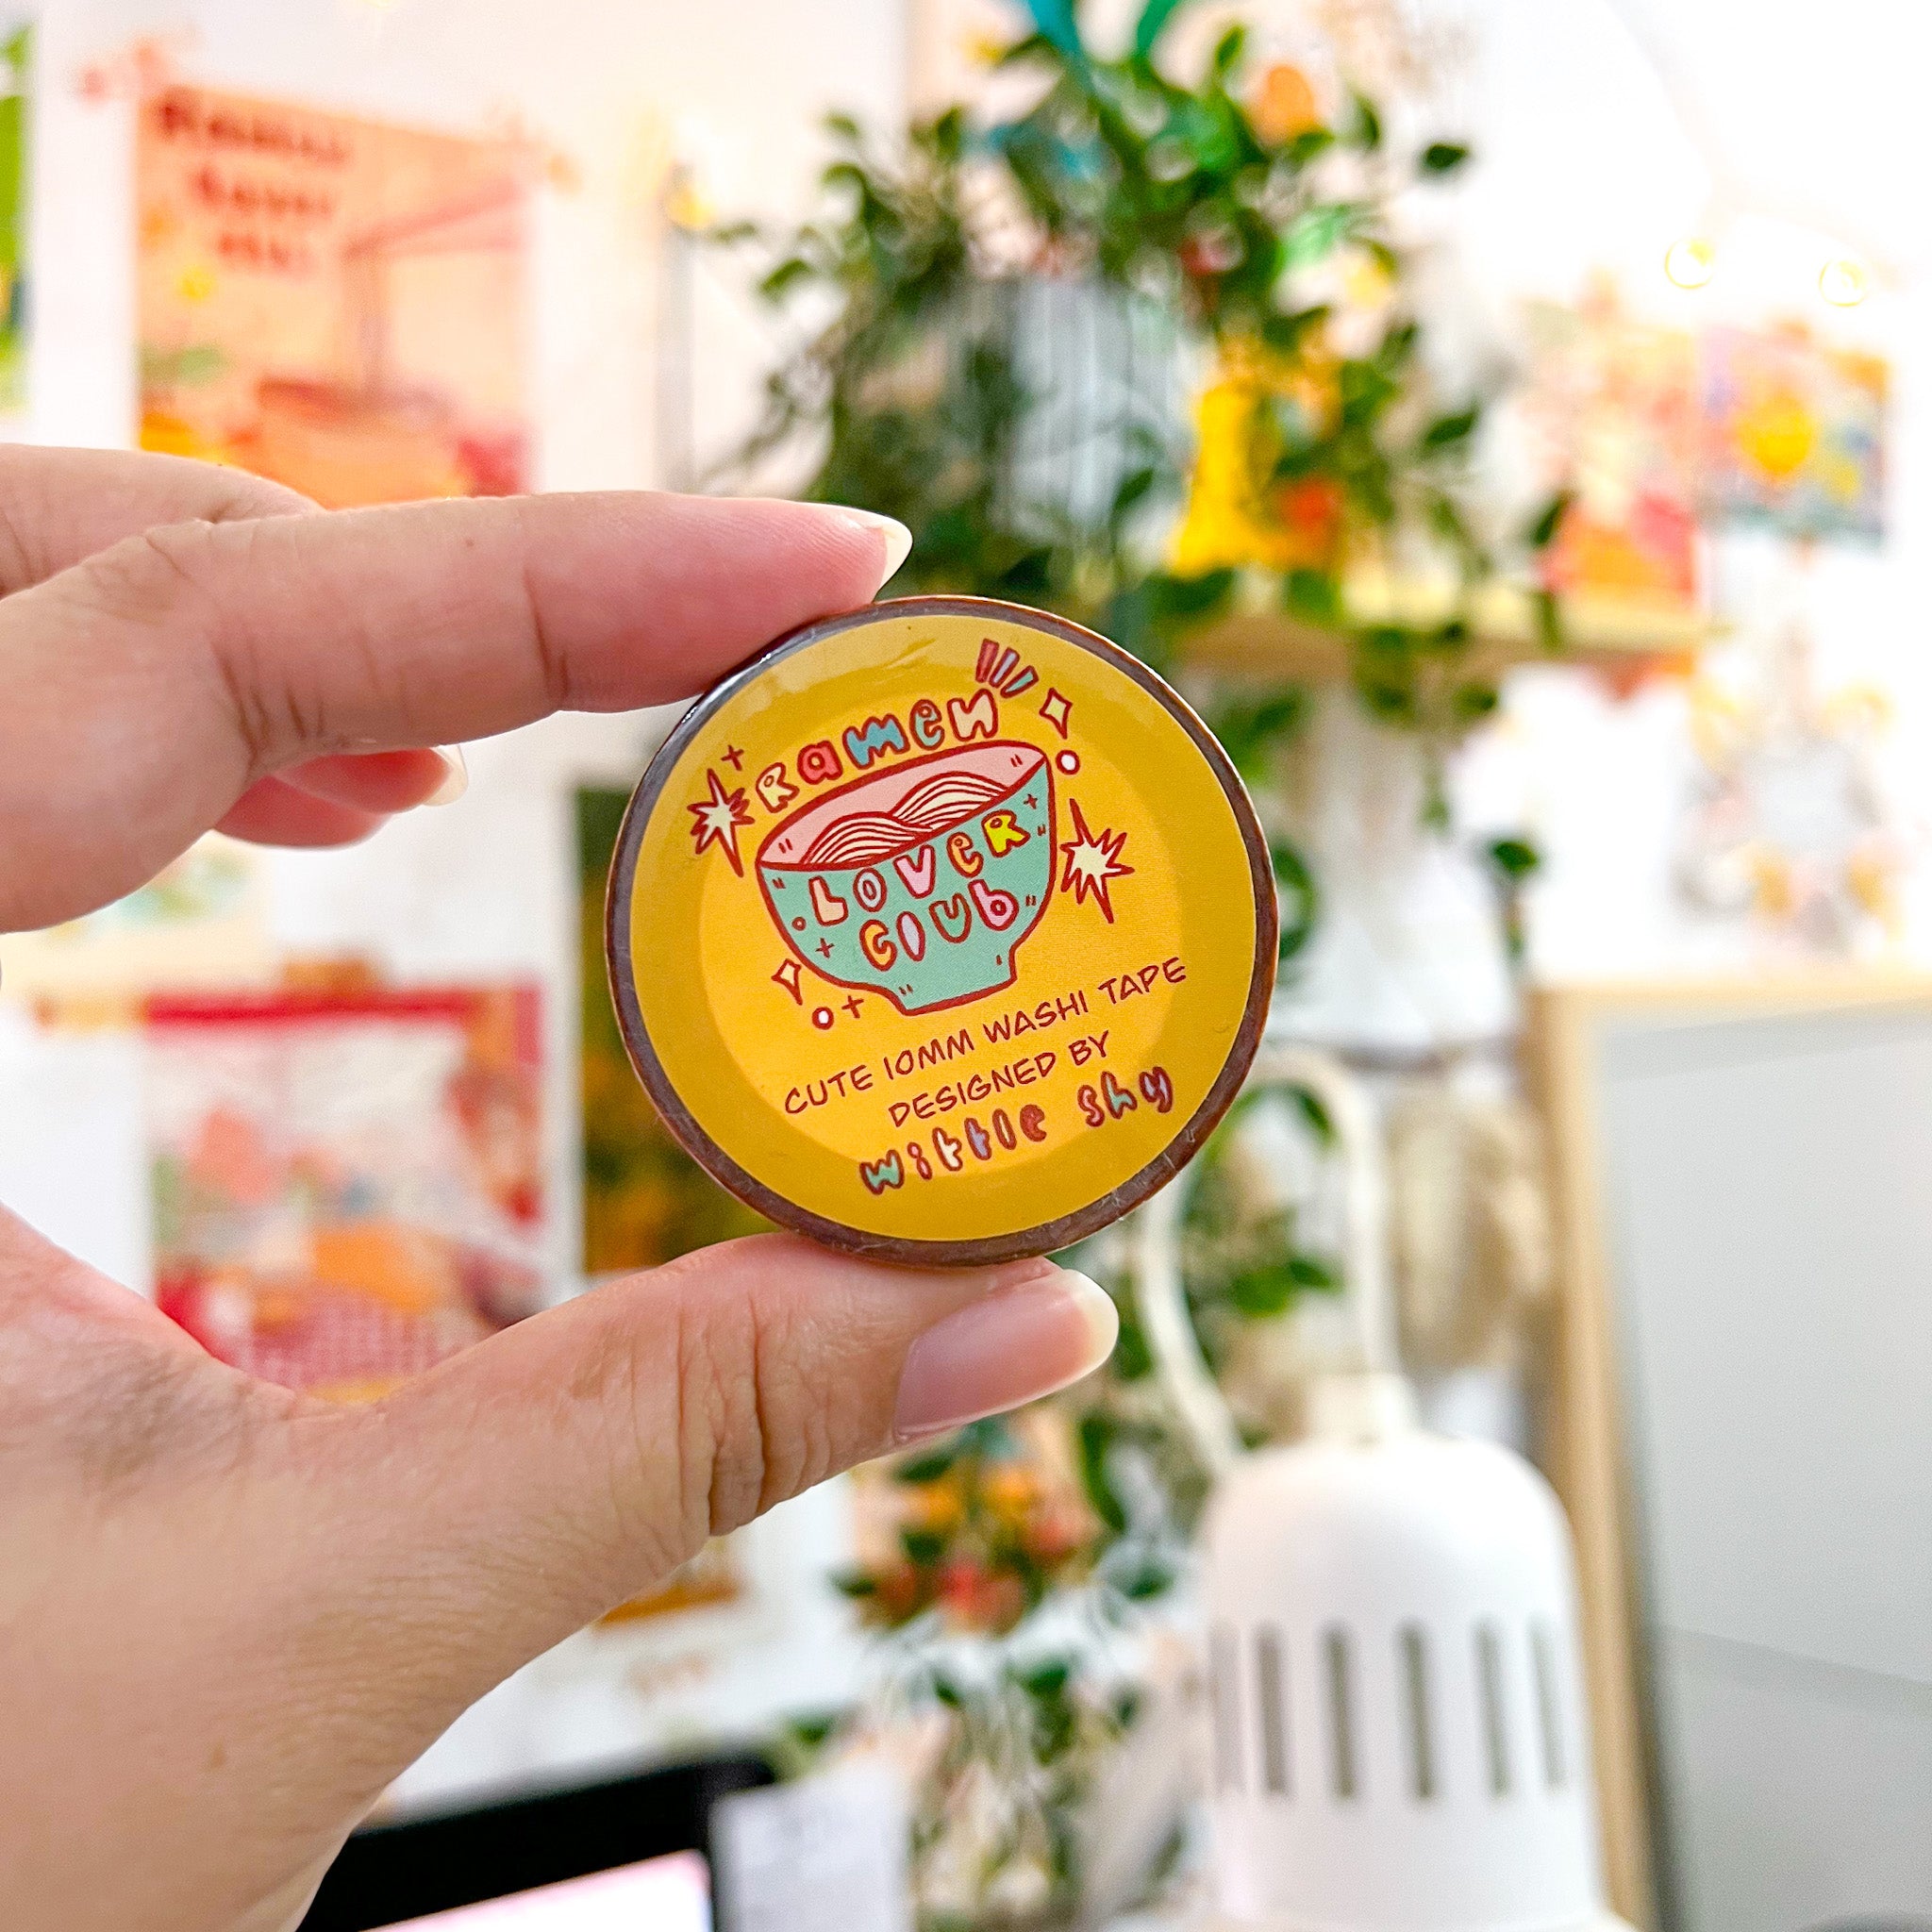 Ramen
LOVER
CLUb
CUTE 10MM WASHI TAPE
DESIGNED BY
wittle shy